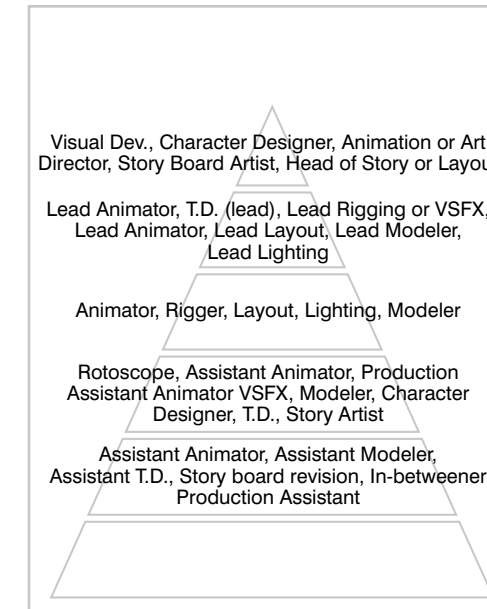 Visual Dev., Character Designer, Animation or Art
Director, Story Board Artist, Head of Story or Layou
Lead Animator, T.D. (lead), Lead Rigging or VSFX,
Lead Animator, Lead Layout, Lead Modeler,
Lead Lighting
Animator, Rigger, Layout, Lighting, Modeler
Rotoscope, Assistant Animator, Production
Assistant Animator VSFX, Modeler, Character
Designer, T.D., Story Artist
Assistant Animator, Assistant Modeler,
Assistant T.D., Story board revision, In-betweener
Production Assistant